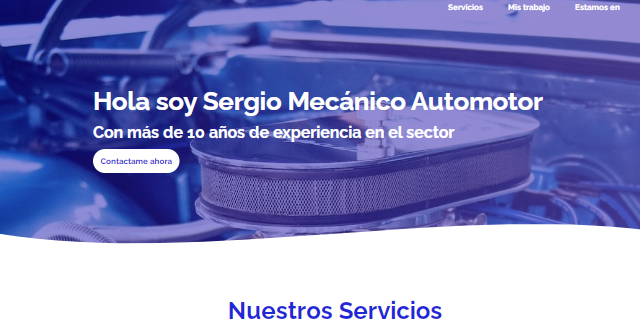 Servicios Mis trabajo Estamos en
Hola soy Sergio Mecánico Automotor
Con más de 10 años de experiencia en el sector
Contactame ahora
Nuestros Servicios